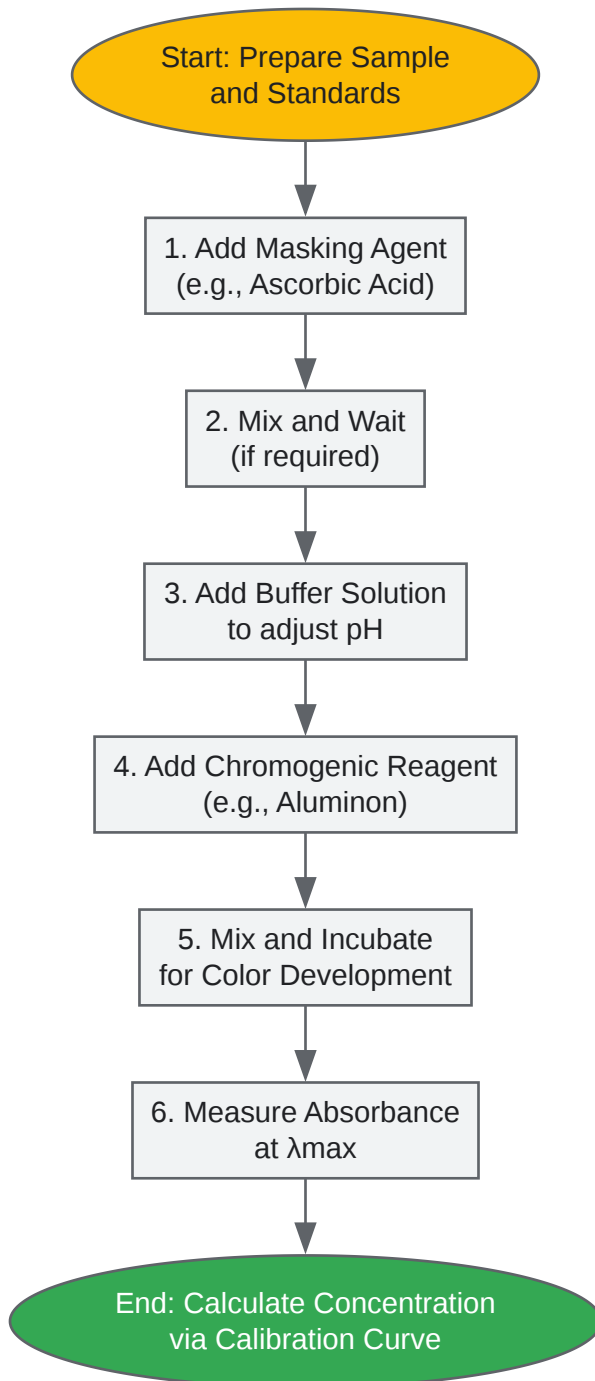 Start: Prepare Sample
and Standards
1. Add Masking Agent
(e.g., Ascorbic Acid)
2. Mix and Wait
(if required)
3. Add Buffer Solution
to adjust pH
4. Add Chromogenic Reagent
(e.g., Aluminon)
5. Mix and Incubate
for Color Development
6. Measure Absorbance
at λmax
End: Calculate Concentration
via Calibration Curve